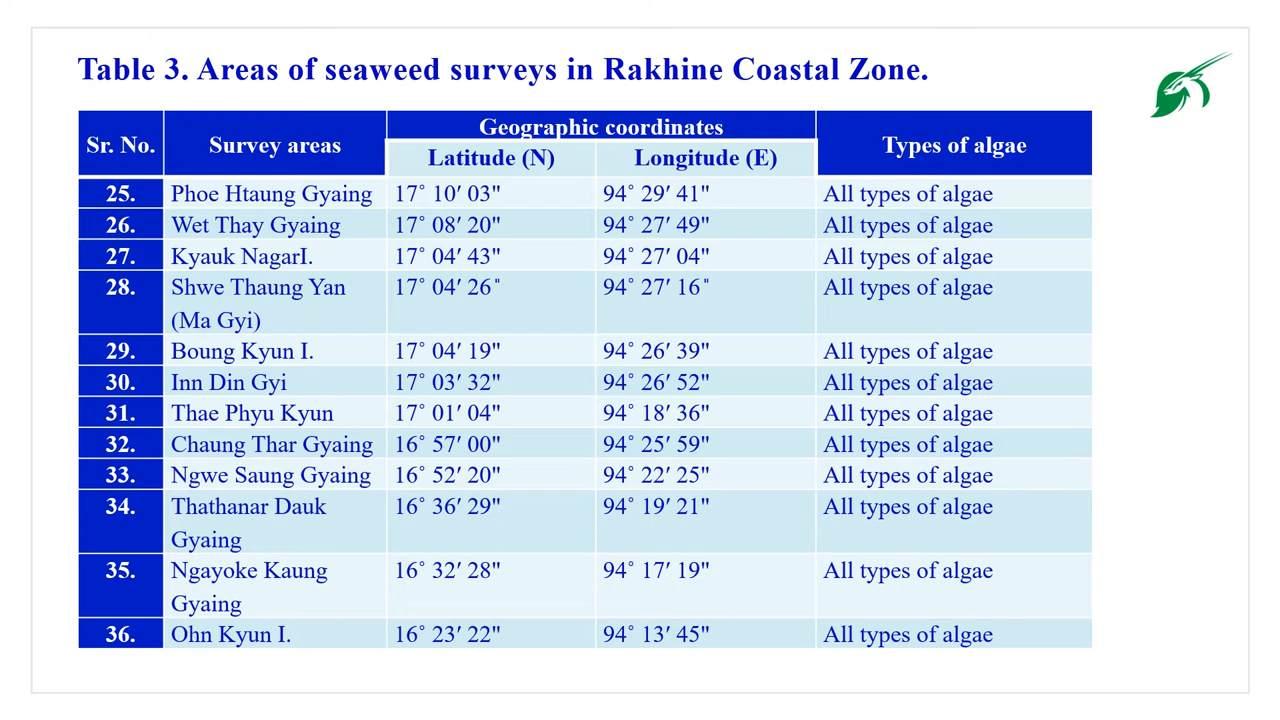 Table 3. Areas of seaweed surveys in Rakhine Coastal Zone.
Sr. No. Survey areas Geographic coordinates Types of algae
Latitude (N) Longitude (E)
25. Phoe Htaung Gyaing 17˚ 10′ 03" 94˚ 29′ 41" All types of algae
26. Wet Thay Gyaing 17˚ 08′ 20" 94˚ 27′ 49" All types of algae
27. Kyauk NagarI. 17˚ 04′ 43" 94˚ 27′ 04" All types of algae
28. Shwe Thaung Yan 17˚ 04′ 26" 94˚ 27′ 16" All types of algae
(Ma Gyi)
29. Boung Kyun I. 17˚ 04′ 19" 94˚ 26′ 39" All types of algae
30. Inn Din Gyi 17˚ 03′ 32" 94˚ 26′ 52" All types of algae
31. Thae Phyu Kyun 17˚ 01′ 04" 94˚ 18′ 36" All types of algae
32. Chaung Thar Gyaing 16˚ 57′ 00" 94˚ 25′ 59" All types of algae
33. Ngwe Saung Gyaing 16˚ 52′ 20" 94˚ 22′ 25" All types of algae
34. Thathanar Dauk 16˚ 36′ 29" 94˚ 19′ 21" All types of algae
Gyaing
35. Ngayoke Kaung 16˚ 32′ 28" 94˚ 17′ 19" All types of algae
Gyaing
36. Ohn Kyun I. 16˚ 23′ 22" 94˚ 13′ 45" All types of algae